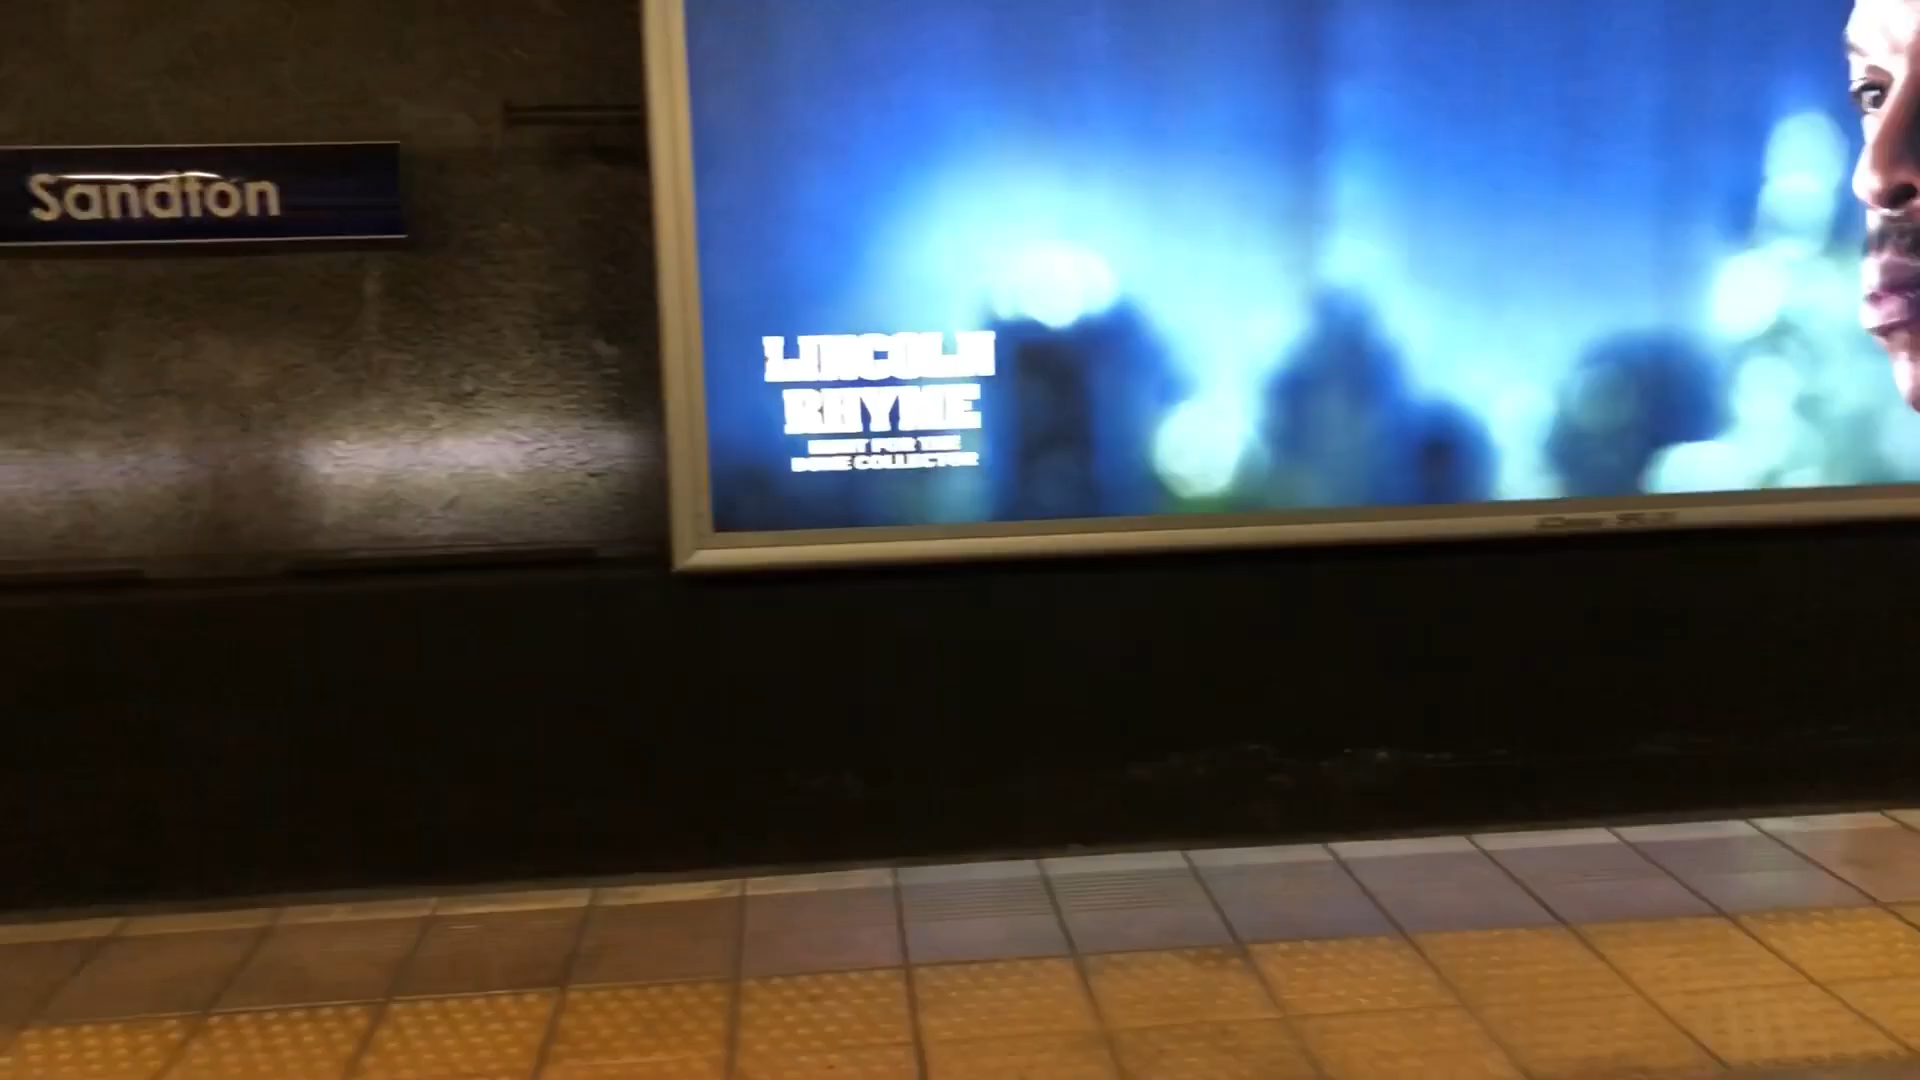 Sandton
LINCOLN
RHYME
HUNT FOR THE
BONE COLLECTOR